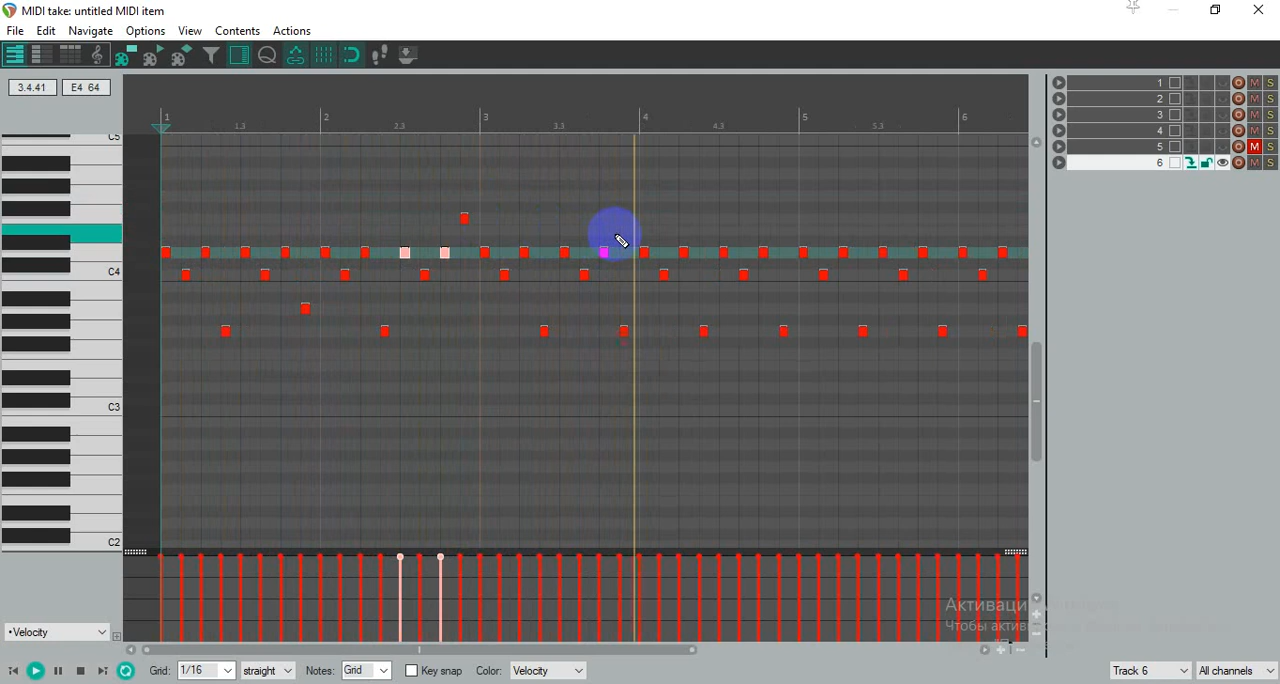 MIDI take: untitled MIDI item
File Edit Navigate Options View Contents Actions
3.4.41 E4 64
1 2 3 4 5 6
1.3 2.3 3.3 4.3 5.3
C5
C4
C3
C2
1 M S
2 M S
3 M S
4 M S
5 M S
6 M S
Активаци
Чтобы актив
•Velocity
Grid: 1/16 straight Notes: Grid Key snap Color: Velocity Track 6 All channels